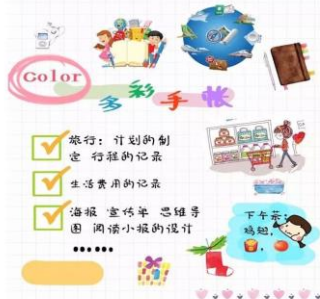 Color
多彩手帐
旅行：计划的制
定 行程的记录
生活费用的记录
海报 宣传单 思维导
图 阅读小报的设计
......
下午茶：
鸡翅，